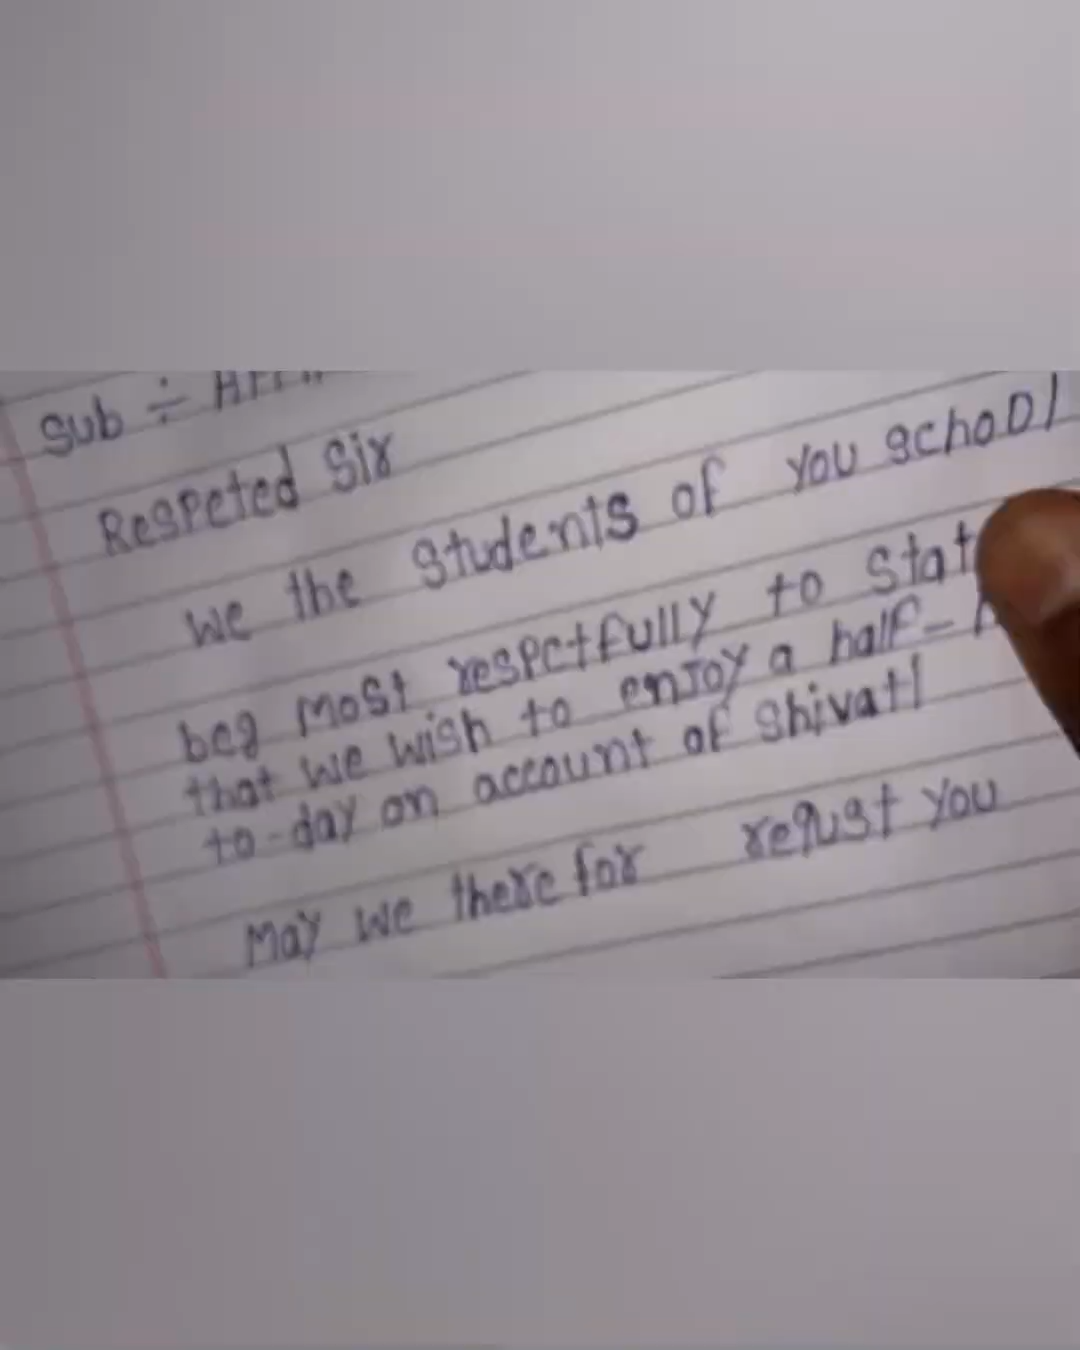 Sub ÷
Respeted Sir
we the students of you school
beg most respctfully to stat
that we wish to enjoy a half-
to-day on account of
May we there for requst you